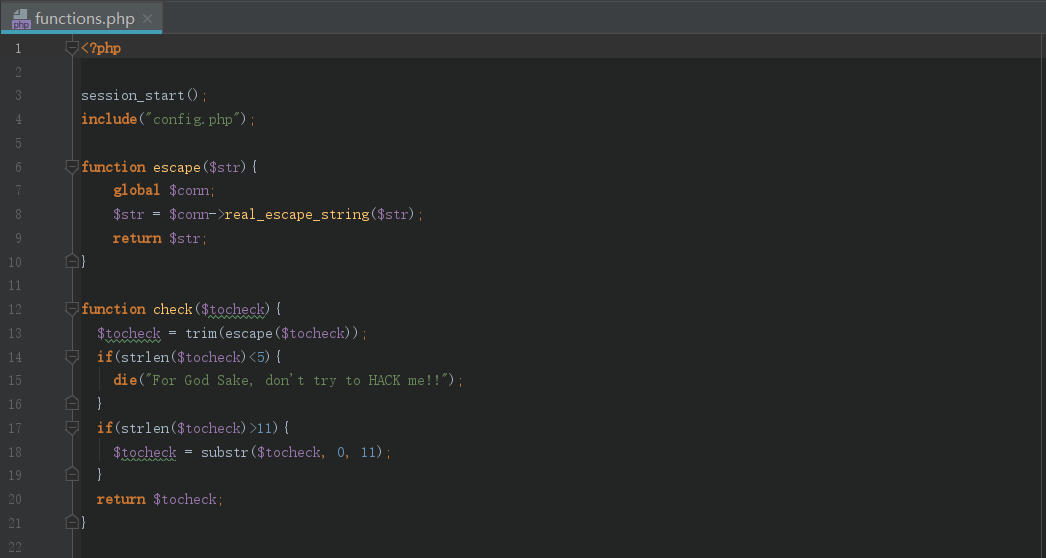 functions.php
php
1 <?php
2
3 session_start();
4 include("config.php");
5
6 function escape($str){
7 global $conn;
8 $str = $conn->real_escape_string($str);
9 return $str;
10 }
11
12 function check($tocheck){
13 $tocheck = trim(escape($tocheck));
14 if(strlen($tocheck)<5){
15 die("For God Sake, don't try to HACK me!!");
16 }
17 if(strlen($tocheck)>11){
18 $tocheck = substr($tocheck, 0, 11);
19 }
20 return $tocheck;
21 }
22